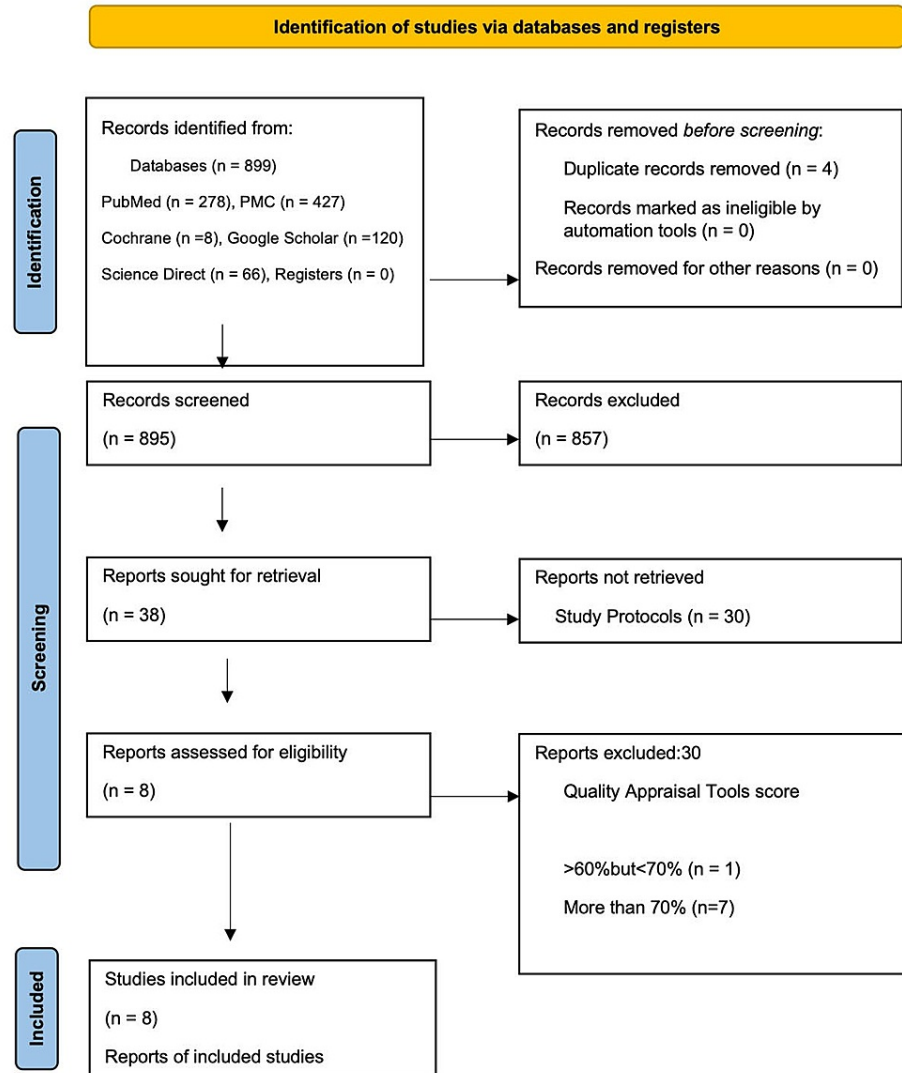 Identification of studies via databases and registers
Identification
Records identified from:
Databases (n = 899)
PubMed (n = 278), PMC (n = 427)
Cochrane (n =8), Google Scholar (n =120)
Science Direct (n = 66), Registers (n = 0)
Records removed before screening:
Duplicate records removed (n = 4)
Records marked as ineligible by
automation tools (n = 0)
Records removed for other reasons (n = 0)
Screening
Records screened
(n = 895)
Records excluded
(n = 857)
Reports sought for retrieval
(n = 38)
Reports not retrieved
Study Protocols (n = 30)
Reports assessed for eligibility
(n = 8)
Reports excluded:30
Quality Appraisal Tools score
>60%but<70% (n = 1)
More than 70% (n=7)
Included
Studies included in review
(n = 8)
Reports of included studies